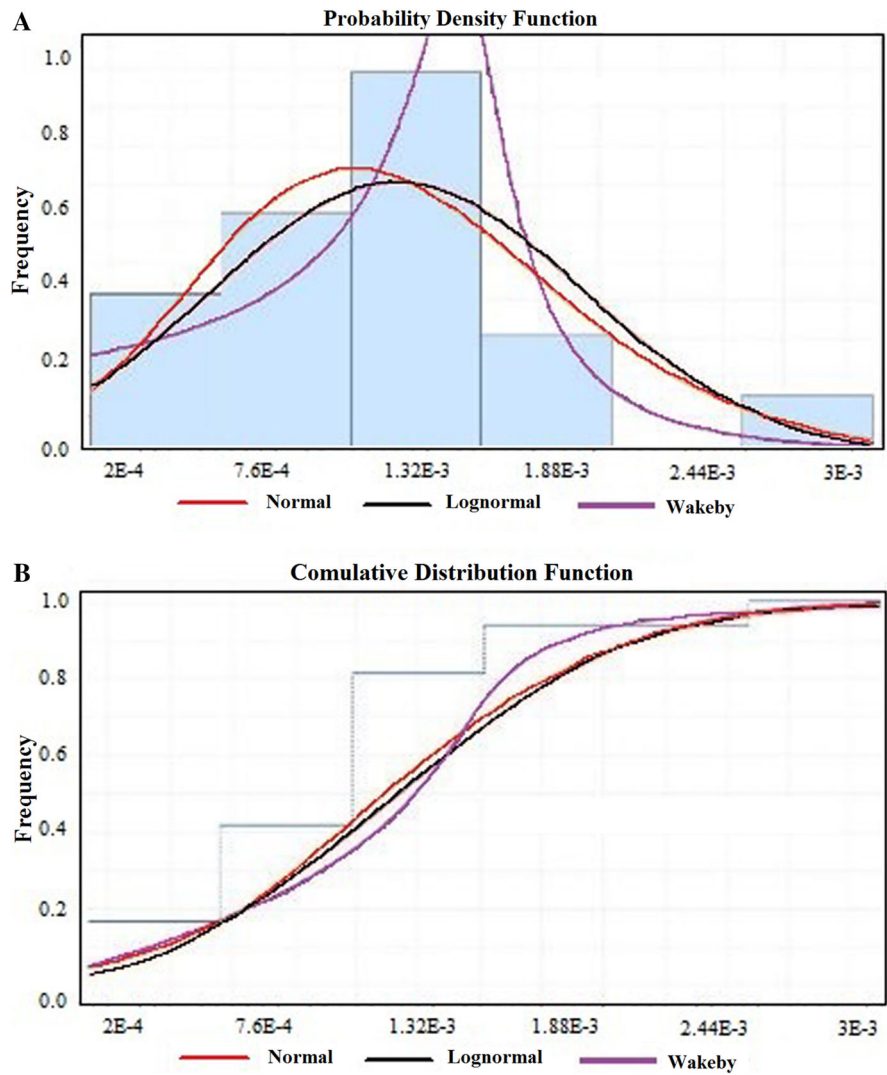 A
Probability Density Function
Frequency
1.0
0.8
0.6
0.4
0.2
0.0
2E-4 7.6E-4 1.32E-3 1.88E-3 2.44E-3 3E-3
Normal Lognormal Wakeby
B
Comulative Distribution Function
Frequency
1.0
0.8
0.6
0.4
0.2
0.0
2E-4 7.6E-4 1.32E-3 1.88E-3 2.44E-3 3E-3
Normal Lognormal Wakeby